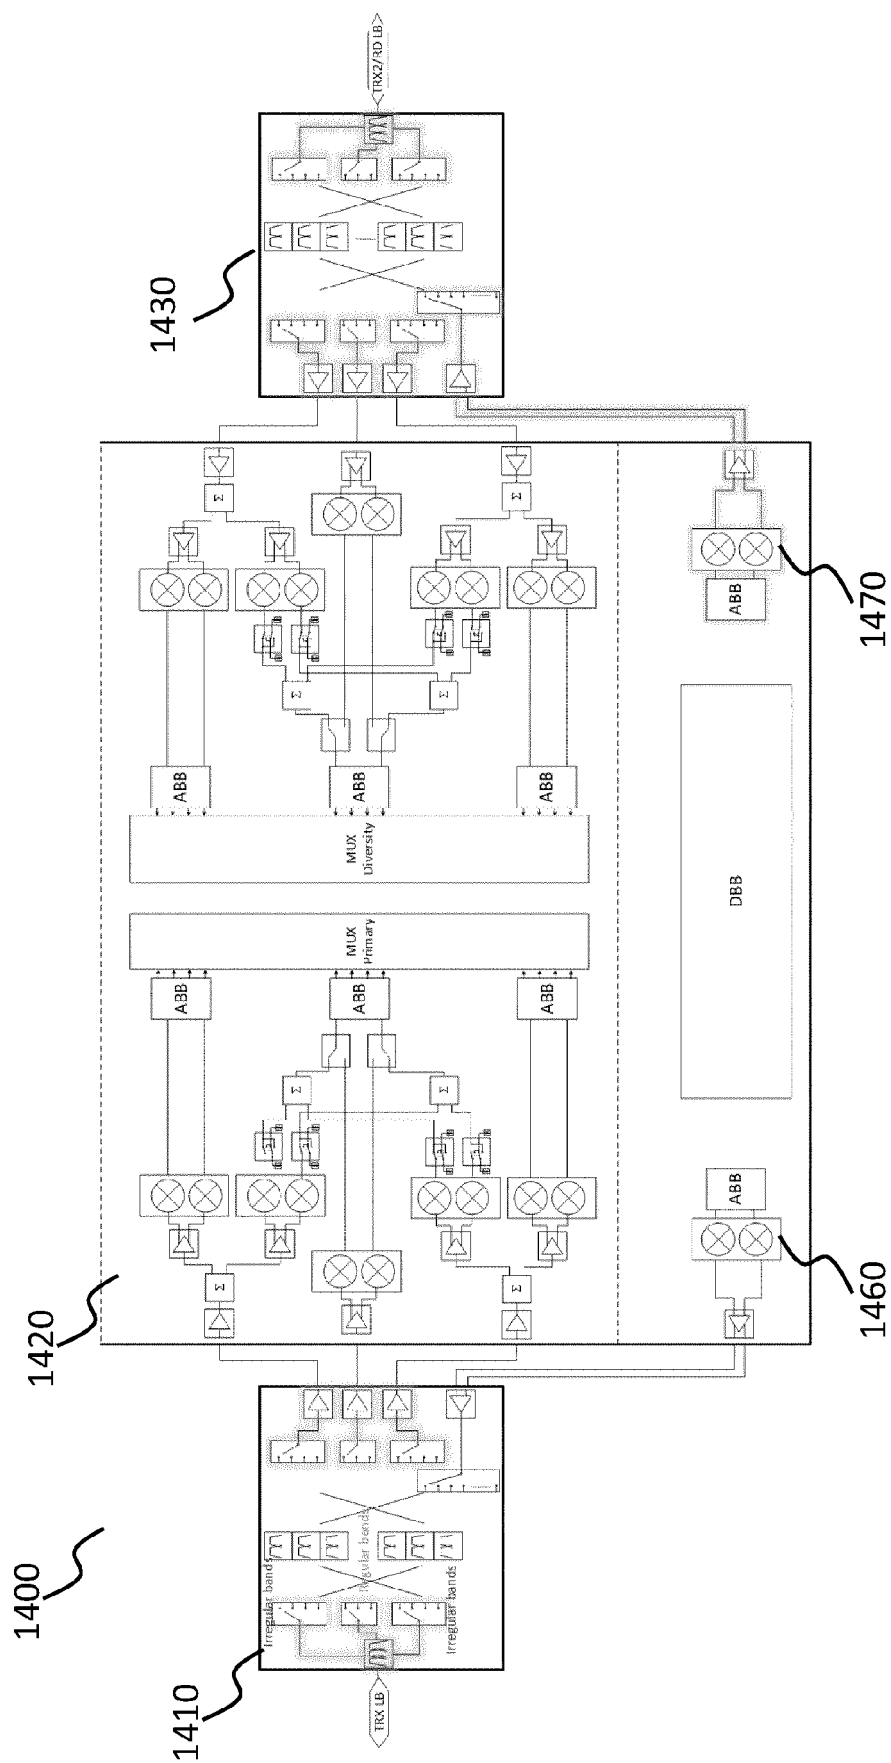 TRX2/RD LB
1430
Σ
Σ
Σ
Σ
ABB
ABB
ABB
MUX
Diversity
ABB
1470
MUX
Primary
DBB
ABB
ABB
ABB
Σ
Σ
Σ
Σ
ABB
1460
1420
1400
Irregular bands
Regular bands
Irregular bands
1410
TRX LB